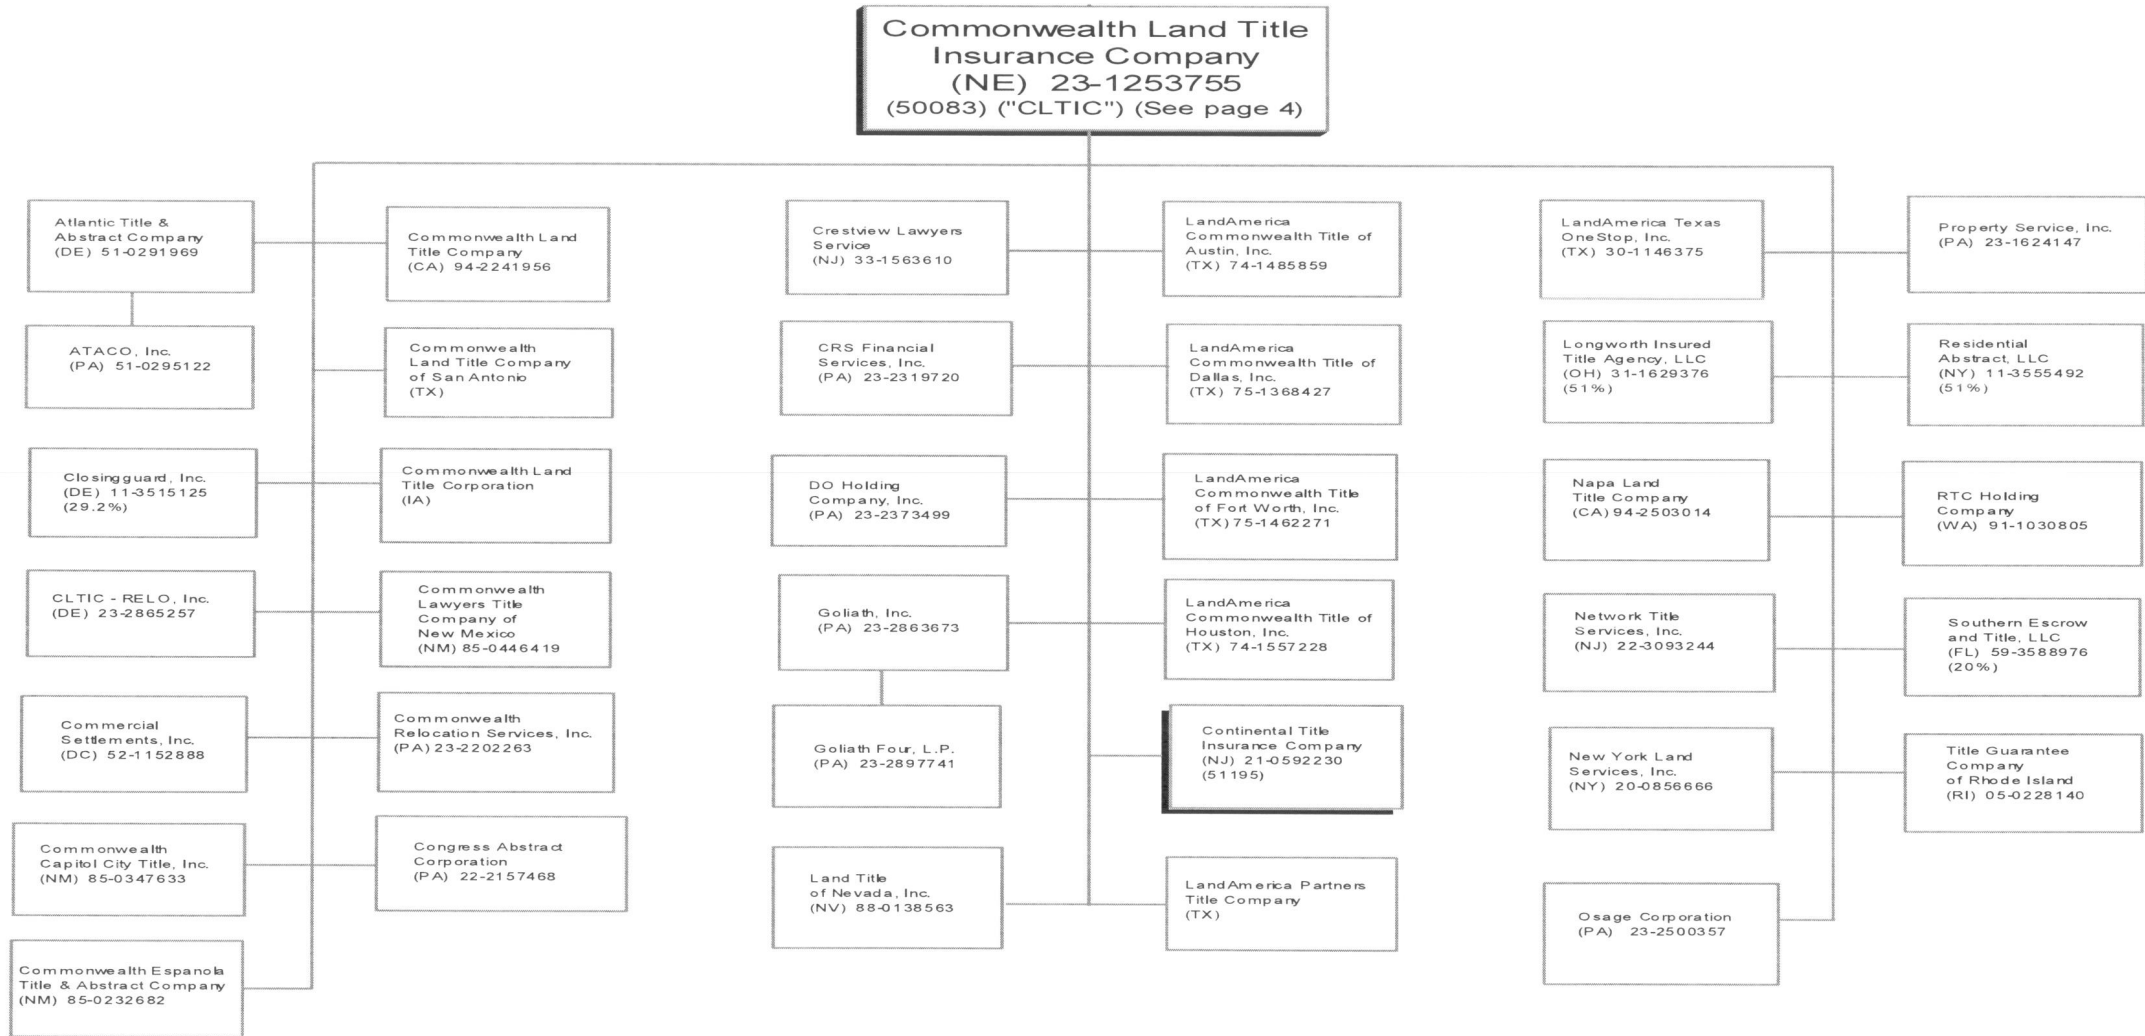 Commonwealth Land Title
Insurance Company
(NE) 23-1253755
(50083) ("CLTIC") (See page 4)
Atlantic Title &
Abstract Company
(DE) 51-0291969
ATACO, Inc.
(PA) 51-0295122
Closingguard, Inc.
(DE) 11-3515125
(29.2%)
CLTIC - RELO, Inc.
(DE) 23-2865257
Commercial
Settlements, Inc.
(DC) 52-1152888
Commonwealth
Capitol City Title, Inc.
(NM) 85-0347633
Commonwealth Espanola
Title & Abstract Company
(NM) 85-0232682
Commonwealth Land
Title Company
(CA) 94-2241956
Commonwealth
Land Title Company
of San Antonio
(TX)
Commonwealth Land
Title Corporation
(IA)
Commonwealth
Lawyers Title
Company of
New Mexico
(NM) 85-0446419
Commonwealth
Relocation Services, Inc.
(PA) 23-2202263
Congress Abstract
Corporation
(PA) 22-2157468
Crestview Lawyers
Service
(NJ) 33-1563610
CRS Financial
Services, Inc.
(PA) 23-2319720
DO Holding
Company, Inc.
(PA) 23-2373499
Goliath, Inc.
(PA) 23-2863673
Goliath Four, L.P.
(PA) 23-2897741
Land Title
of Nevada, Inc.
(NV) 88-0138563
LandAmerica
Commonwealth Title of
Austin, Inc.
(TX) 74-1485859
LandAmerica
Commonwealth Title of
Dallas, Inc.
(TX) 75-1368427
LandAmerica
Commonwealth Title
of Fort Worth, Inc.
(TX) 75-1462271
LandAmerica
Commonwealth Title of
Houston, Inc.
(TX) 74-1557228
Continental Title
Insurance Company
(NJ) 21-0592230
(51195)
LandAmerica Partners
Title Company
(TX)
LandAmerica Texas
OneStop, Inc.
(TX) 30-1146375
Longworth Insured
Title Agency, LLC
(OH) 31-1629376
(51%)
Napa Land
Title Company
(CA) 94-2503014
Network Title
Services, Inc.
(NJ) 22-3093244
New York Land
Services, Inc.
(NY) 20-0856666
Osage Corporation
(PA) 23-2500357
Property Service, Inc.
(PA) 23-1624147
Residential
Abstract, LLC
(NY) 11-3555492
(51%)
RTC Holding
Company
(WA) 91-1030805
Southern Escrow
and Title, LLC
(FL) 59-3588976
(20%)
Title Guarantee
Company
of Rhode Island
(RI) 05-0228140